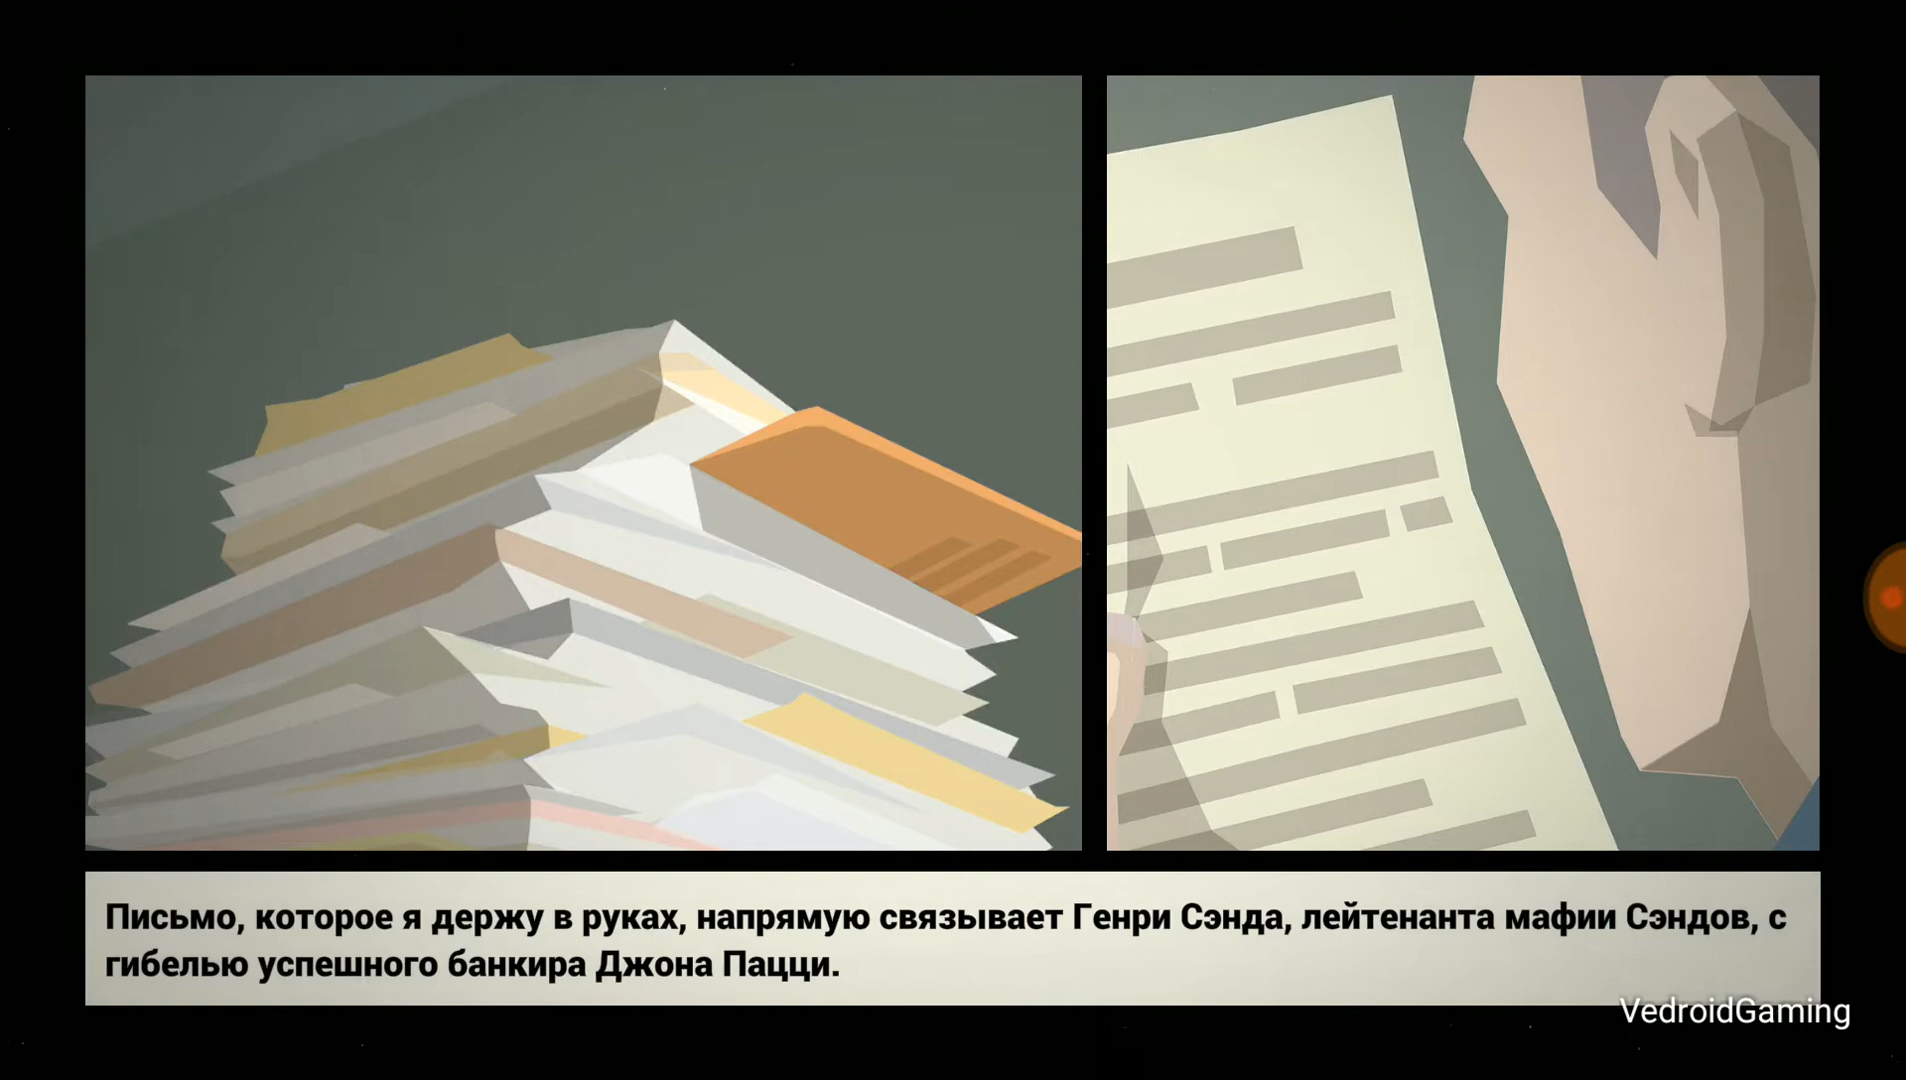 Письмо, которое я держу в руках, напрямую связывает Генри Сэнда, лейтенанта мафии Сэндов, с
гибелью успешного банкира Джона Пацци.
VedroidGaming